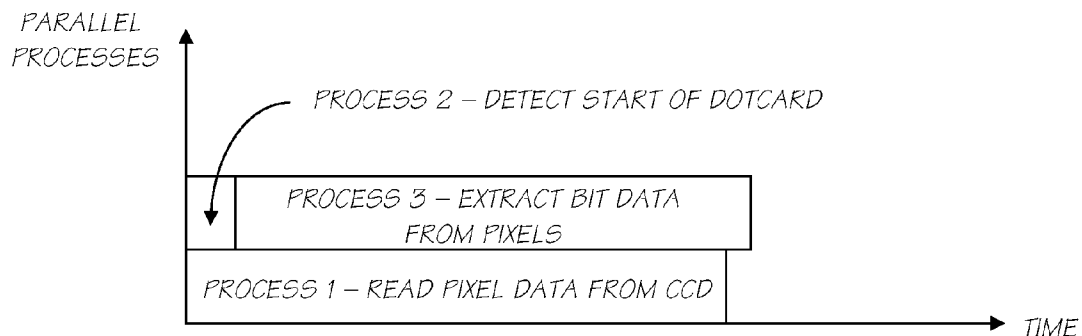 PARALLEL
PROCESSES
PROCESS 2 – DETECT START OF DOTCARD
PROCESS 3 – EXTRACT BIT DATA
FROM PIXELS
PROCESS 1 – READ PIXEL DATA FROM CCD
TIME